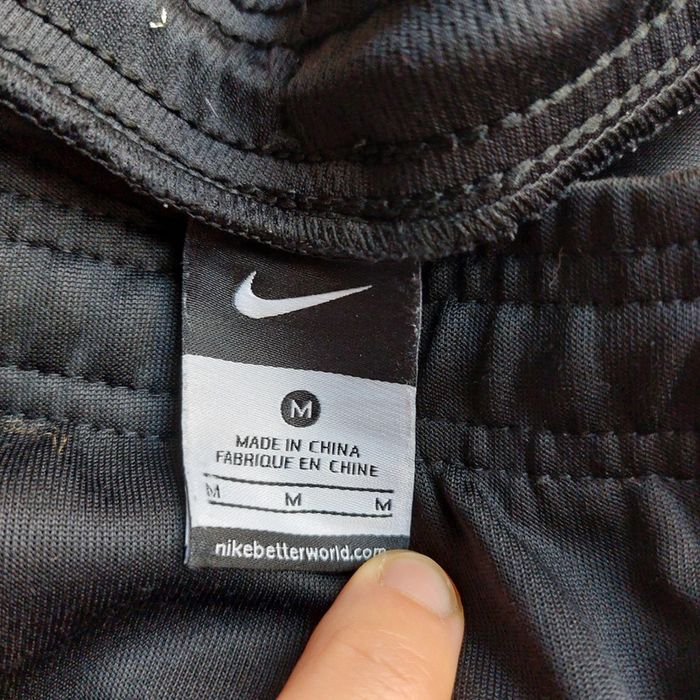 M
MADE IN CHINA
FABRIQUE EN CHINE
M M M
nikebetterworld.com